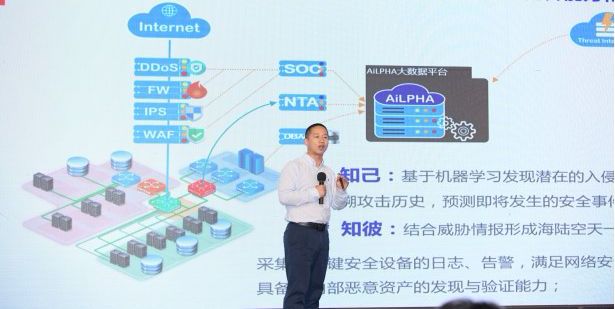 Internet
DDoS
FW
IPS
WAF
SOC
NTA
AiLPHA大数据平台
AiLPHA
Threat Inte
知己：基于机器学习发现潜在的入侵
溯攻击历史，预测即将发生的安全事件
知彼：结合威胁情报形成海陆空天一
采集 键安全设备的日志、告警，满足网络安
具备 部恶意资产的发现与验证能力；